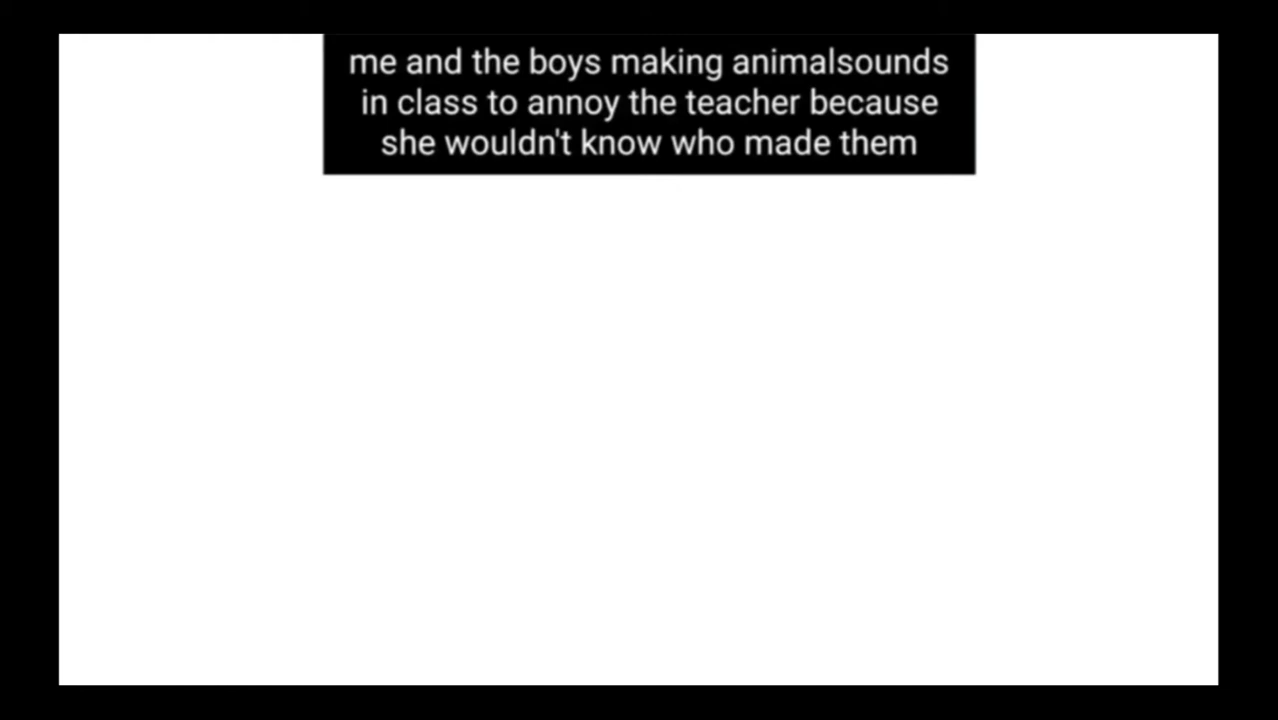 me and the boys making animalsounds
in class to annoy the teacher because
she wouldn't know who made them